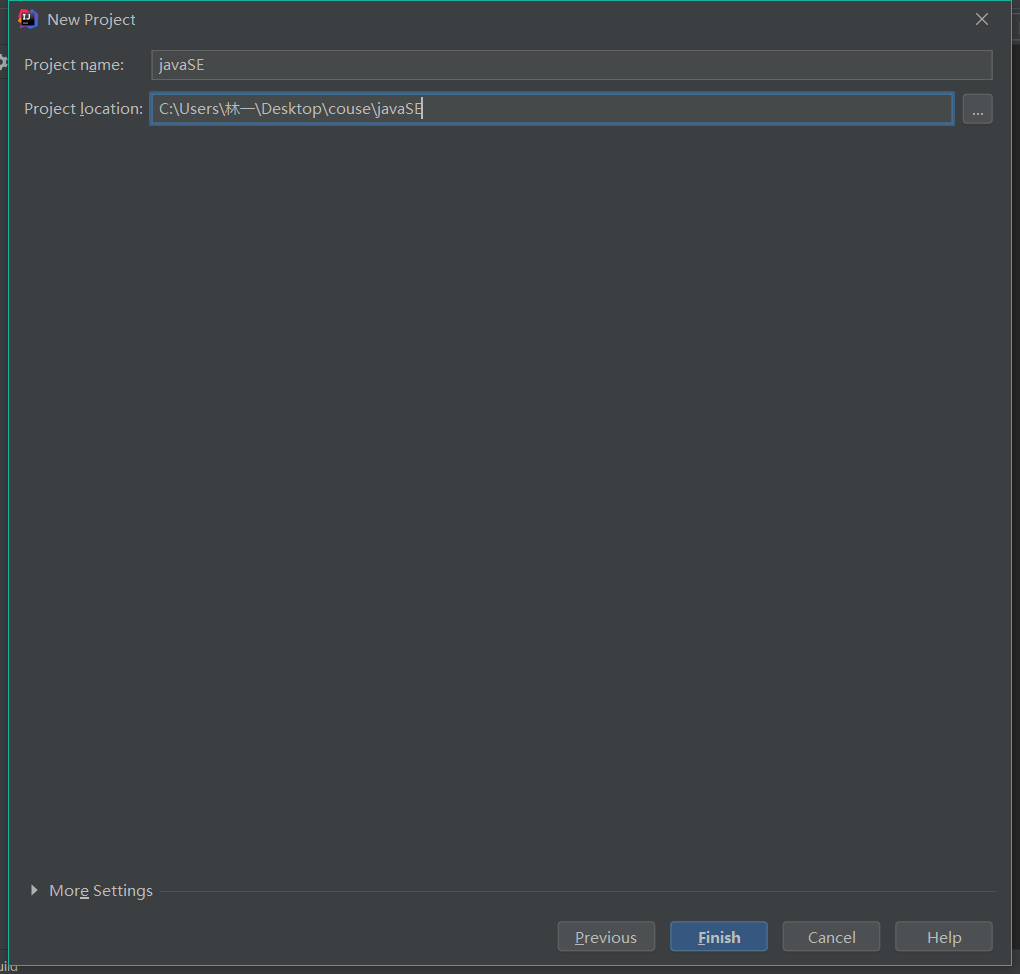 New Project
Project name: javaSE
Project location: C:\Users\林一\Desktop\couse\javaSE ...
More Settings
Previous Finish Cancel Help